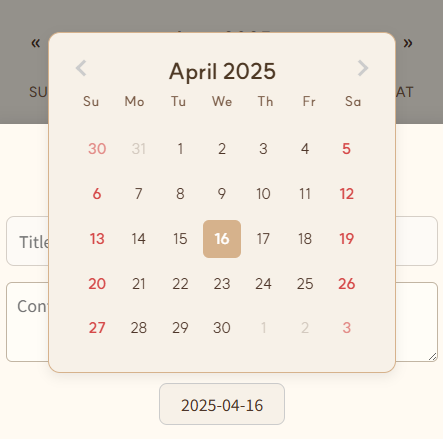 « »
April 2025
SU AT
Su Mo Tu We Th Fr Sa
30 31 1 2 3 4 5
6 7 8 9 10 11 12
13 14 15 16 17 18 19
Title
20 21 22 23 24 25 26
27 28 29 30 1 2 3
2025-04-16